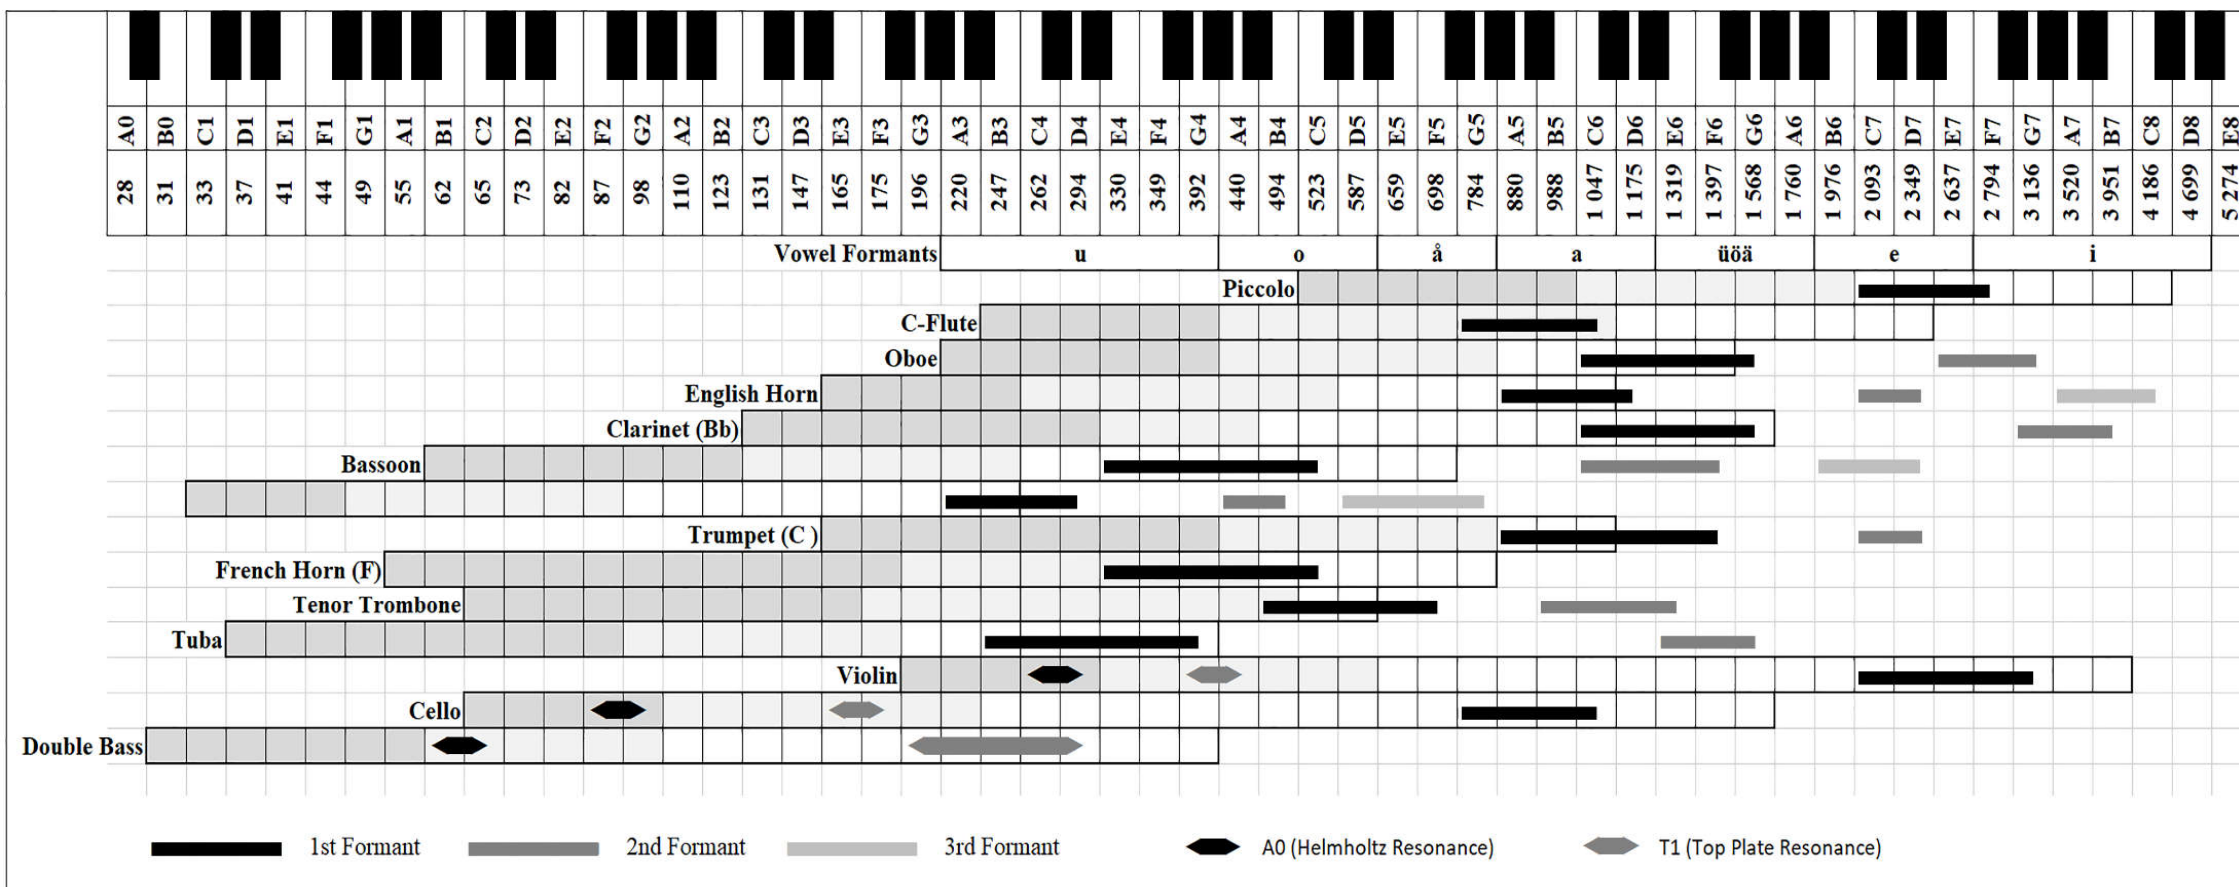 A0 B0 C1 D1 E1 F1 G1 A1 B1 C2 D2 E2 F2 G2 A2 B2 C3 D3 E3 F3 G3 A3 B3 C4 D4 E4 F4 G4 A4 B4 C5 D5 E5 F5 G5 A5 B5 C6 D6 E6 F6 G6 A6 B6 C7 D7 E7 F7 G7 A7 B7 C8 D8 E8
28 31 33 37 41 44 49 55 62 65 73 82 87 98 110 123 131 147 165 175 196 220 247 262 294 330 349 392 440 494 523 587 659 698 784 880 988 1 047 1 175 1 319 1 397 1 568 1 760 1 976 2 093 2 349 2 637 2 794 3 136 3 520 3 951 4 186 4 699 5 274
Vowel Formants u o å a üöä e i
Piccolo
C-Flute
Oboe
English Horn
Clarinet (Bb)
Bassoon
Trumpet (C )
French Horn (F)
Tenor Trombone
Tuba
Violin
Cello
Double Bass
1st Formant 2nd Formant 3rd Formant A0 (Helmholtz Resonance) T1 (Top Plate Resonance)